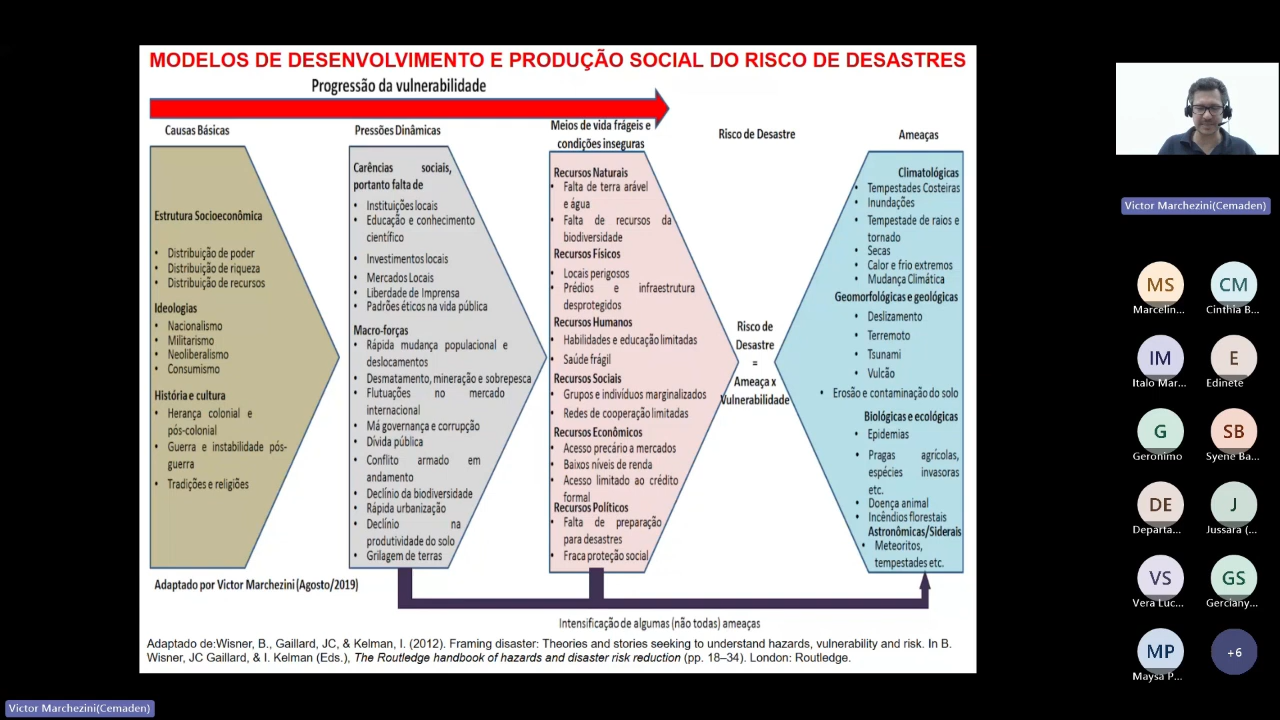 MODELOS DE DESENVOLVIMENTO E PRODUÇÃO SOCIAL DO RISCO DE DESASTRES
Progressão da vulnerabilidade
Causas Básicas
Estrutura Socioeconômica
• Distribuição de poder
• Distribuição de riqueza
• Distribuição de recursos
Ideologias
• Nacionalismo
• Militarismo
• Neoliberalismo
• Consumismo
História e cultura
• Herança colonial e
pós-colonial
• Guerra e instabilidade pós-
guerra
• Tradições e religiões
Pressões Dinâmicas
Carências sociais,
portanto falta de
• Instituições locais
• Educação e conhecimento
científico
• Investimentos locais
• Mercados Locais
• Liberdade de Imprensa
• Padrões éticos na vida pública
Macro-forças
• Rápida mudança populacional e
deslocamentos
• Desmatamento, mineração e sobrepesca
• Flutuações no mercado
internacional
• Má governança e corrupção
• Dívida pública
• Conflito armado em
andamento
• Declínio da biodiversidade
• Rápida urbanização
• Declínio na
produtividade do solo
• Grilagem de terras
Meios de vida frágeis e
condições inseguras
Recursos Naturais
• Falta de terra arável
e água
• Falta de recursos da
biodiversidade
Recursos Físicos
• Locais perigosos
• Prédios e infraestrutura
desprotegidos
Recursos Humanos
• Habilidades e educação limitadas
• Saúde frágil
Recursos Sociais
• Grupos e indivíduos marginalizados
• Redes de cooperação limitadas
Recursos Econômicos
• Acesso precário a mercados
• Baixos níveis de renda
• Acesso limitado ao crédito
formal
Recursos Políticos
• Falta de preparação
para desastres
• Fraca proteção social
Risco de Desastre
Risco de
Desastre
=
Ameaça x
Vulnerabilidade
Ameaças
Climatológicas
• Tempestades Costeiras
• Inundações
• Tempestade de raios e
tornado
• Secas
• Calor e frio extremos
• Mudança Climática
Geomorfológicas e geológicas
• Deslizamento
• Terremoto
• Tsunami
• Vulcão
• Erosão e contaminação do solo
Biológicas e ecológicas
• Epidemias
• Pragas agrícolas,
espécies invasoras
etc.
• Doença animal
• Incêndios florestais
Astronômicas/Siderais
• Meteoritos,
tempestades etc.
Adaptado por Victor Marchezini (Agosto/2019)
Intensificação de algumas (não todas) ameaças
Adaptado de:Wisner, B., Gaillard, JC, & Kelman, I. (2012). Framing disaster: Theories and stories seeking to understand hazards, vulnerability and risk. In B.
Wisner, JC Gaillard, & I. Kelman (Eds.), The Routledge handbook of hazards and disaster risk reduction (pp. 18–34). London: Routledge.
Victor Marchezini(Cemaden)
Victor Marchezini(Cemaden)
MS
CM
Marcelin...
Cinthia B...
IM
E
Italo Mar...
Edinete
G
SB
Geronimo
Syene Ba...
DE
J
Departa...
Jussara (...
VS
GS
Vera Luc...
Gerciany...
MP
+6
Maysa P...